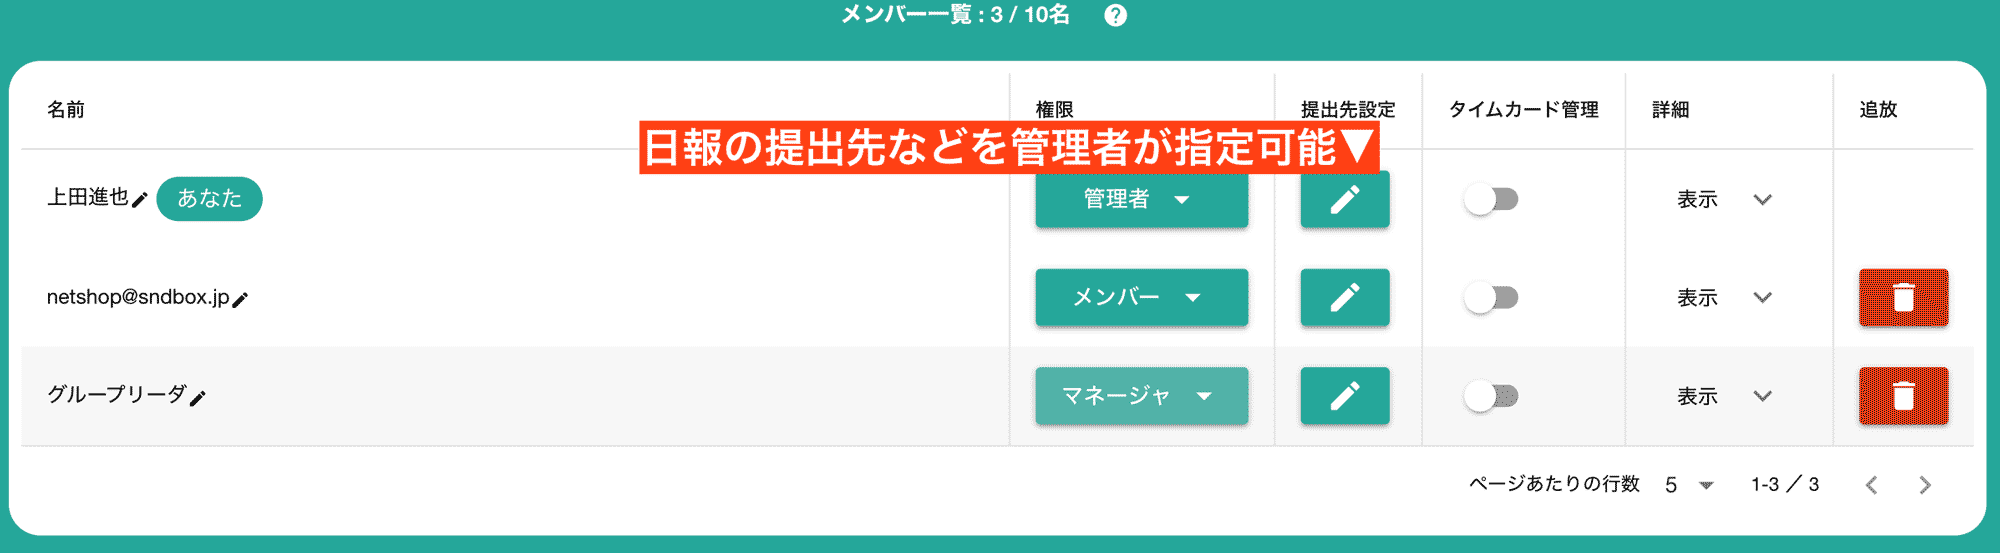 メンバー一覧 : 3 / 10名
名前 権限 提出先設定 タイムカード管理 詳細 追放
日報の提出先などを管理者が指定可能▼
上田進也 あなた 管理者 表示
netshop@sndbox.jp メンバー 表示
グループリーダ マネージャ 表示
ページあたりの行数 5 1-3 / 3